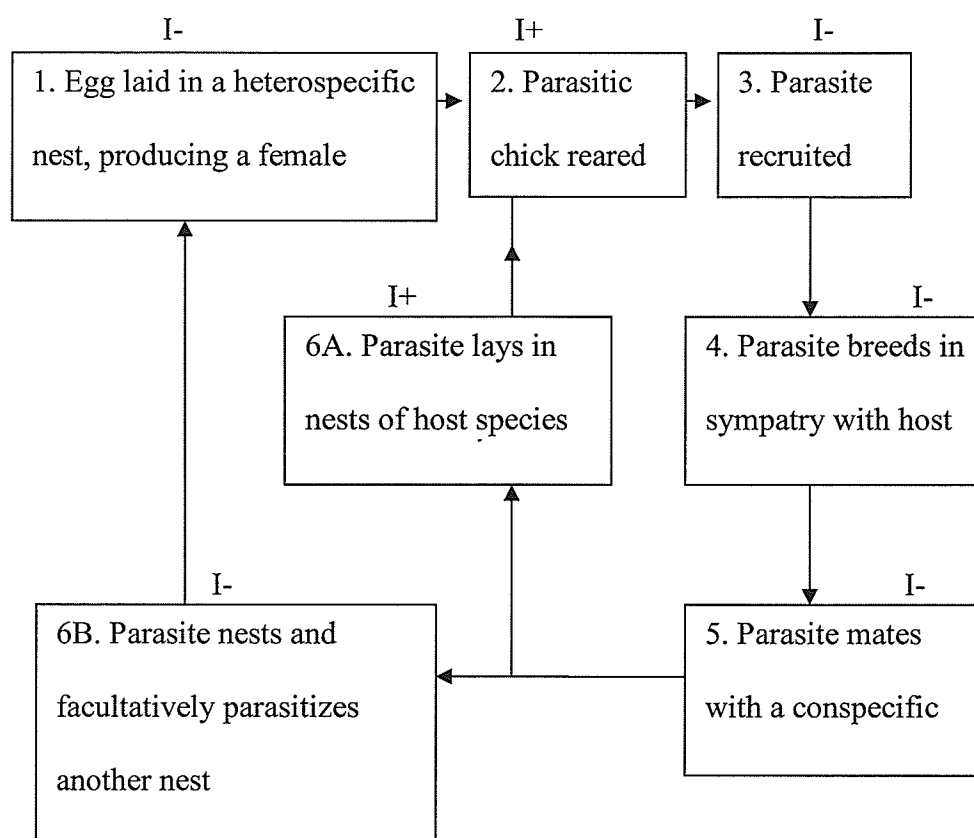 I-
1. Egg laid in a heterospecific
nest, producing a female
I+
2. Parasitic
chick reared
I-
3. Parasite
recruited
I+
6A. Parasite lays in
nests of host species
I-
4. Parasite breeds in
sympatry with host
I-
6B. Parasite nests and
facultatively parasitizes
another nest
I-
5. Parasite mates
with a conspecific